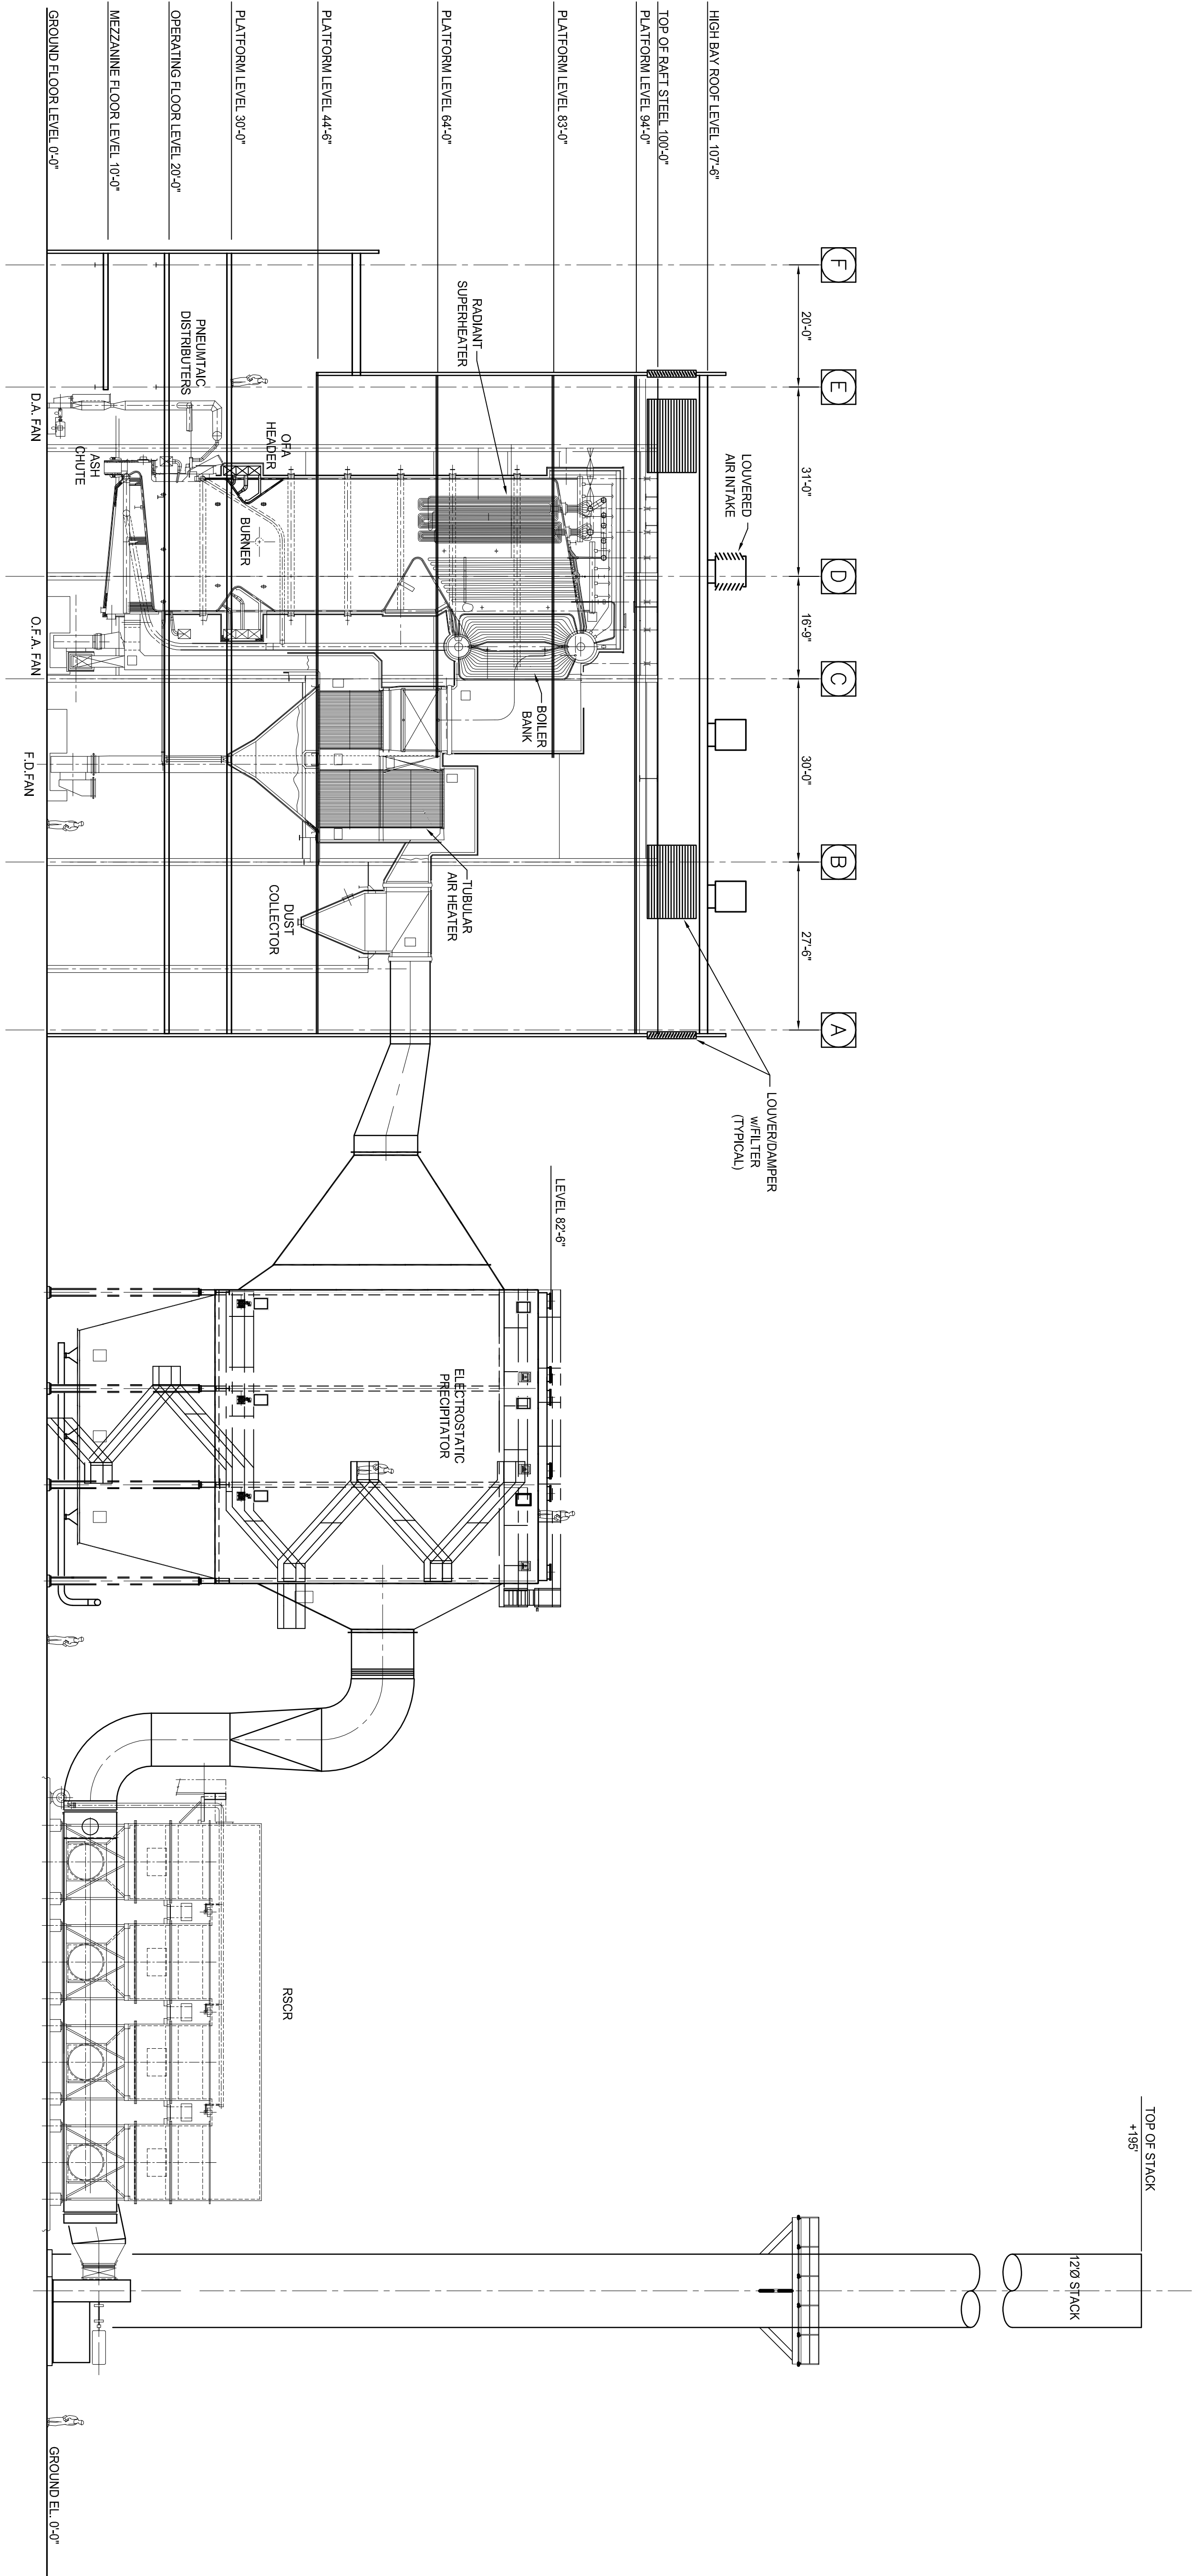 HIGH BAY ROOF LEVEL 107'-6"
TOP OF RAFT STEEL 100'-0"
PLATFORM LEVEL 94'-0"
PLATFORM LEVEL 83'-0"
PLATFORM LEVEL 64'-0"
PLATFORM LEVEL 44'-6"
PLATFORM LEVEL 30'-0"
OPERATING FLOOR LEVEL 20'-0"
MEZZANINE FLOOR LEVEL 10'-0"
GROUND FLOOR LEVEL 0'-0"
F
E
D
C
B
A
20'-0"
31'-0"
16'-9"
30'-0"
27'-6"
LOUVERED
AIR INTAKE
LOUVER/DAMPER
w/FILTER
(TYPICAL)
RADIANT
SUPERHEATER
BOILER
BANK
TUBULAR
AIR HEATER
DUST
COLLECTOR
PNEUMTAIC
DISTRIBUTERS
OFA
HEADER
BURNER
ASH
CHUTE
D.A. FAN
O.F.A. FAN
F.D.FAN
LEVEL 82'-6"
ELECTROSTATIC
PRECIPITATOR
RSCR
TOP OF STACK
+195'
12'Ø STACK
GROUND EL. 0'-0"